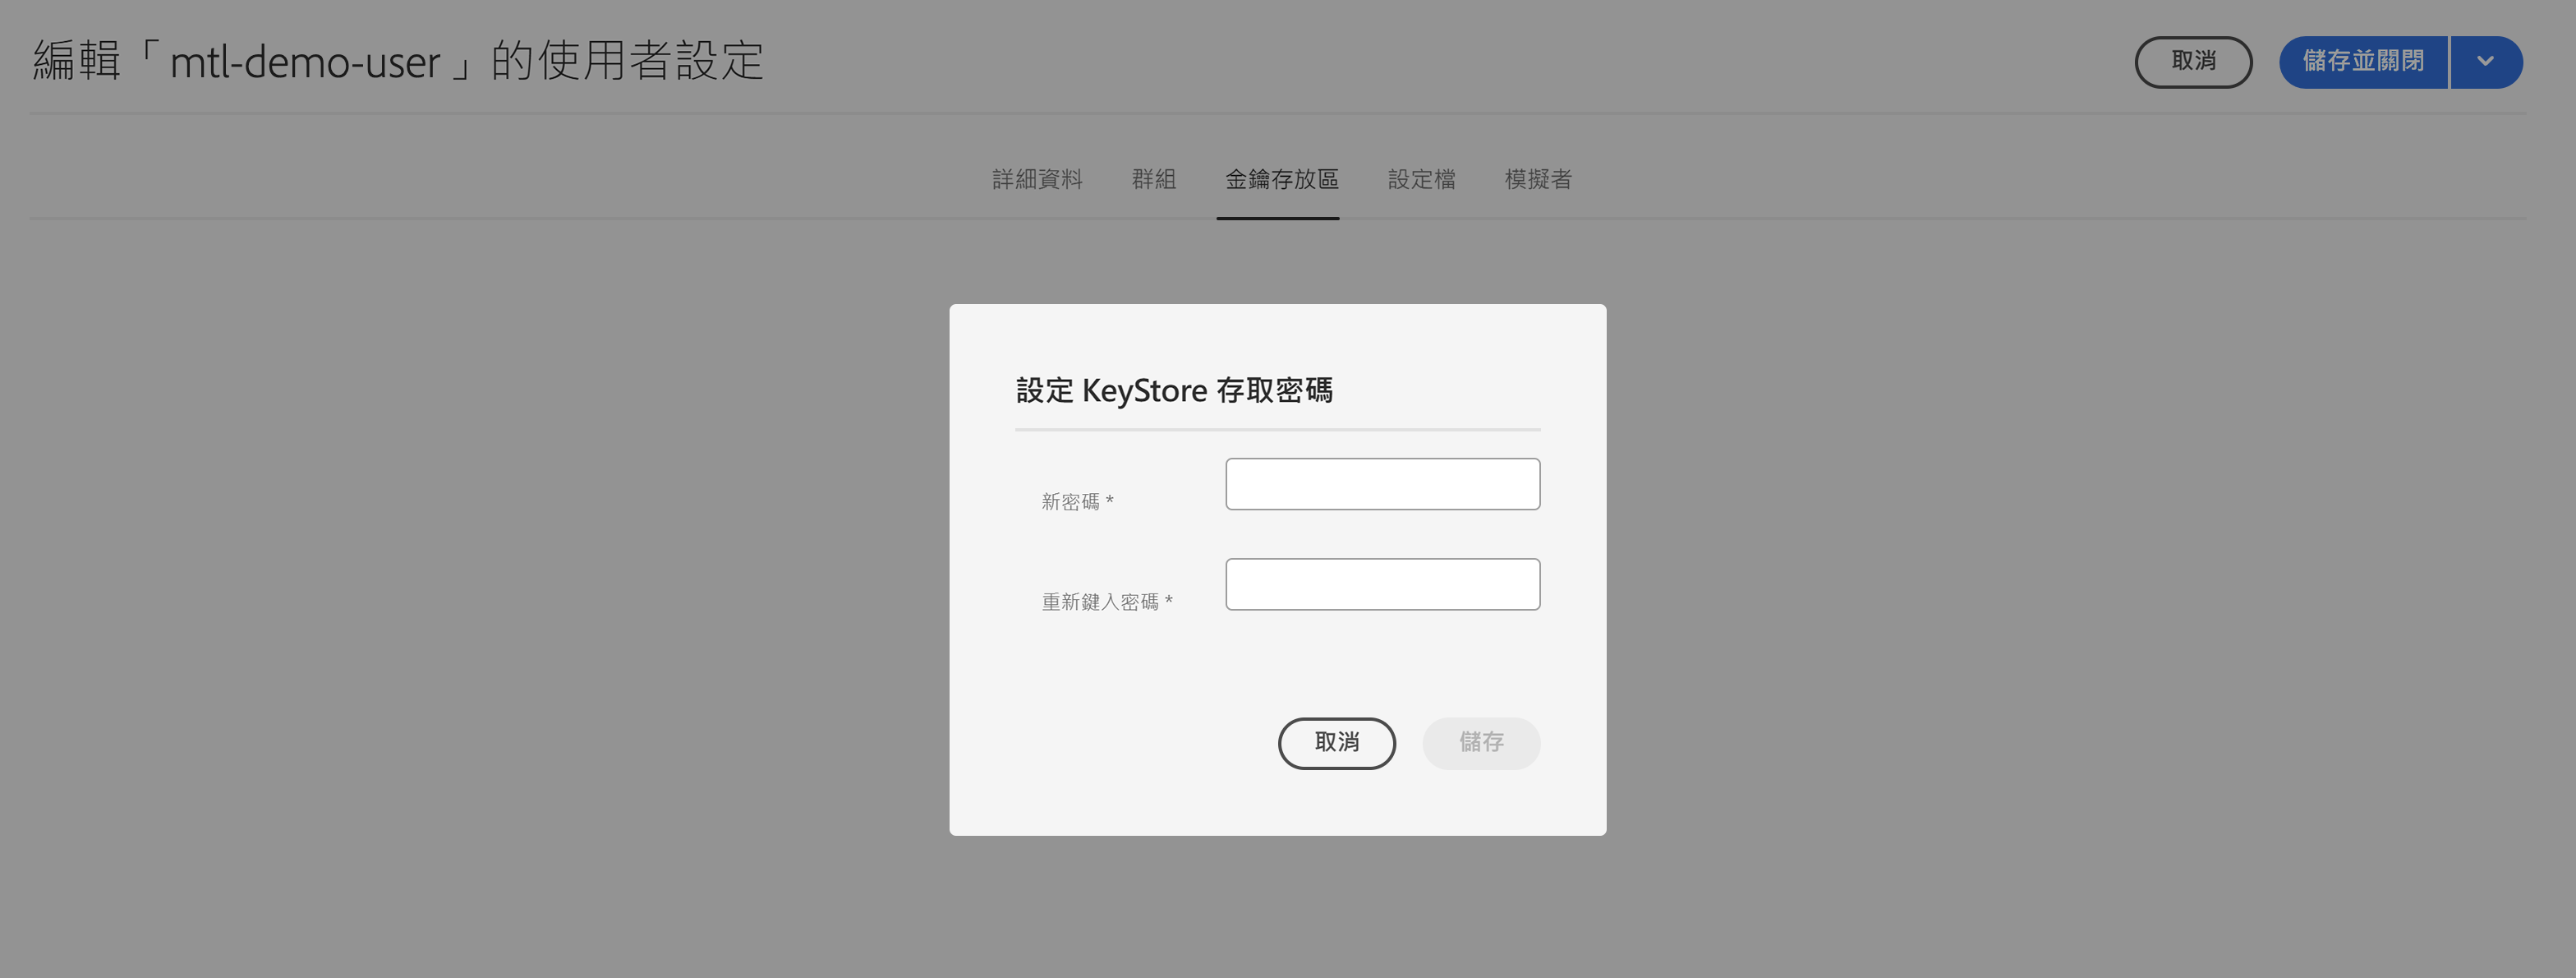 編輯「mtl-demo-user」的使用者設定
取消
儲存並關閉
詳細資料 群組 金鑰存放區 設定檔 模擬者
設定 KeyStore 存取密碼
新密碼 *
重新鍵入密碼 *
取消 儲存